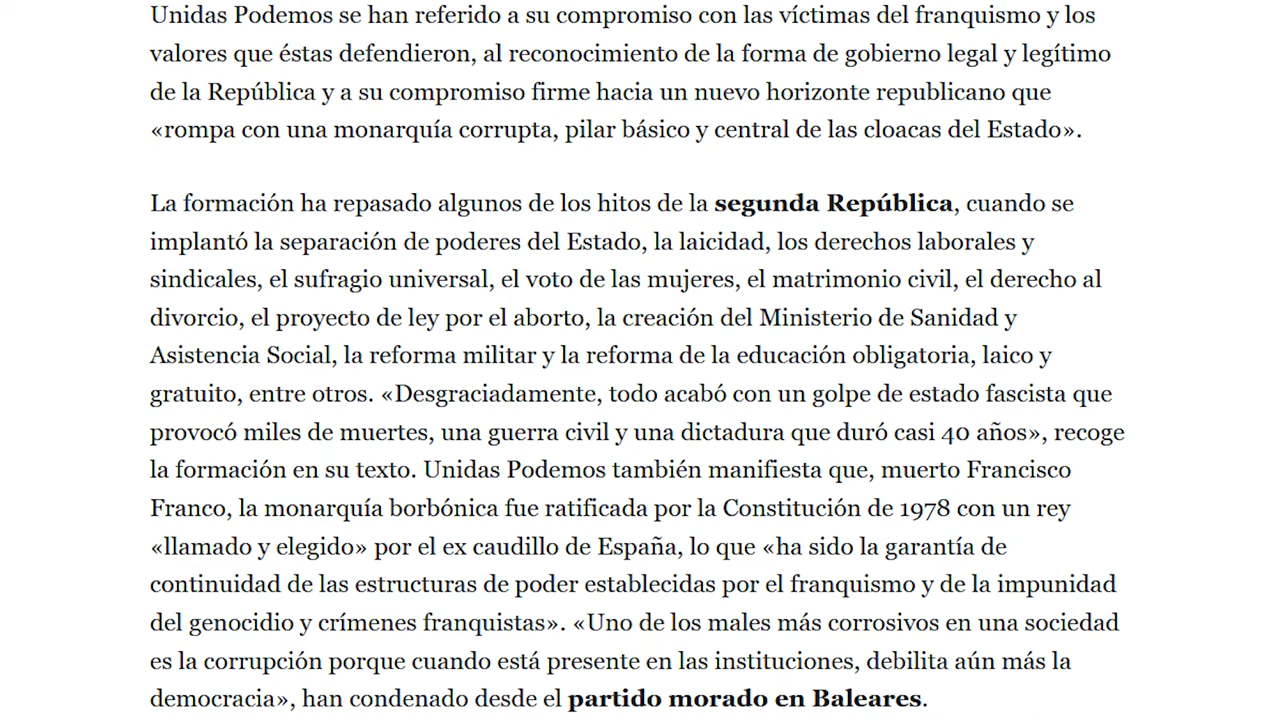 Unidas Podemos se han referido a su compromiso con las víctimas del franquismo y los
valores que éstas defendieron, al reconocimiento de la forma de gobierno legal y legítimo
de la República y a su compromiso firme hacia un nuevo horizonte republicano que
«rompa con una monarquía corrupta, pilar básico y central de las cloacas del Estado».
La formación ha repasado algunos de los hitos de la segunda República, cuando se
implantó la separación de poderes del Estado, la laicidad, los derechos laborales y
sindicales, el sufragio universal, el voto de las mujeres, el matrimonio civil, el derecho al
divorcio, el proyecto de ley por el aborto, la creación del Ministerio de Sanidad y
Asistencia Social, la reforma militar y la reforma de la educación obligatoria, laico y
gratuito, entre otros. «Desgraciadamente, todo acabó con un golpe de estado fascista que
provocó miles de muertes, una guerra civil y una dictadura que duró casi 40 años», recoge
la formación en su texto. Unidas Podemos también manifiesta que, muerto Francisco
Franco, la monarquía borbónica fue ratificada por la Constitución de 1978 con un rey
«llamado y elegido» por el ex caudillo de España, lo que «ha sido la garantía de
continuidad de las estructuras de poder establecidas por el franquismo y de la impunidad
del genocidio y crímenes franquistas». «Uno de los males más corrosivos en una sociedad
es la corrupción porque cuando está presente en las instituciones, debilita aún más la
democracia», han condenado desde el partido morado en Baleares.